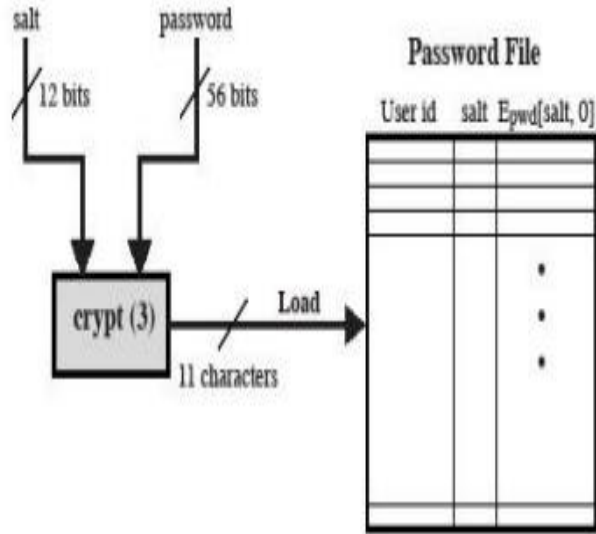 salt
password
12 bits
56 bits
Password File
User id salt Epwd[salt, 0]
crypt (3)
Load
11 characters